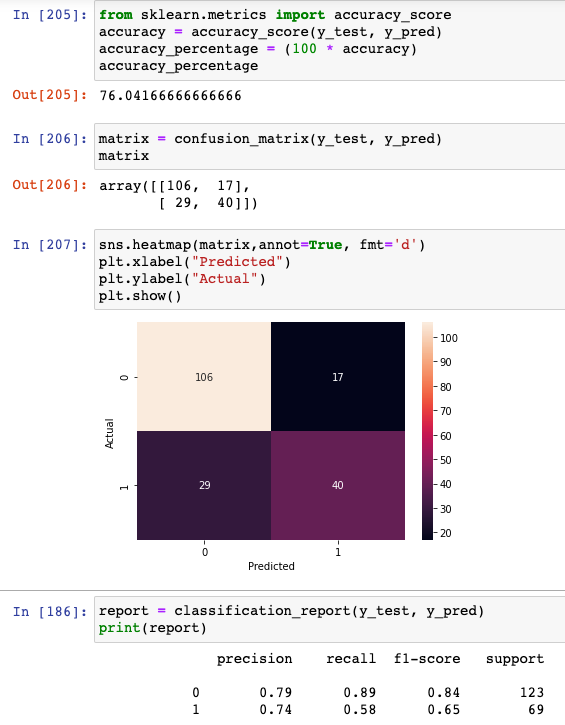 In [205]: from sklearn.metrics import accuracy_score
accuracy = accuracy_score(y_test, y_pred)
accuracy_percentage = (100 * accuracy)
accuracy_percentage
Out[205]: 76.04166666666666
In [206]: matrix = confusion_matrix(y_test, y_pred)
matrix
Out[206]: array([[106, 17],
[ 29, 40]])
In [207]: sns.heatmap(matrix,annot=True, fmt='d')
plt.xlabel("Predicted")
plt.ylabel("Actual")
plt.show()
100
90
80
70
60
50
40
30
20
0
106
17
Actual
1
29
40
0 1
Predicted
In [186]: report = classification_report(y_test, y_pred)
print(report)
precision recall f1-score support
0 0.79 0.89 0.84 123
1 0.74 0.58 0.65 69